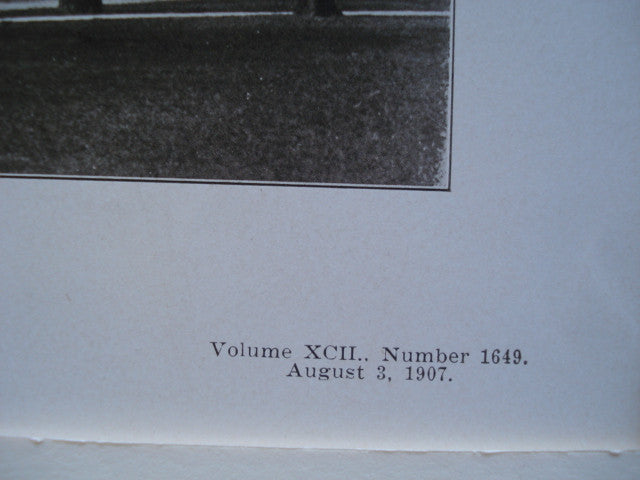 Volume XCII.. Number 1649.
August 3, 1907.